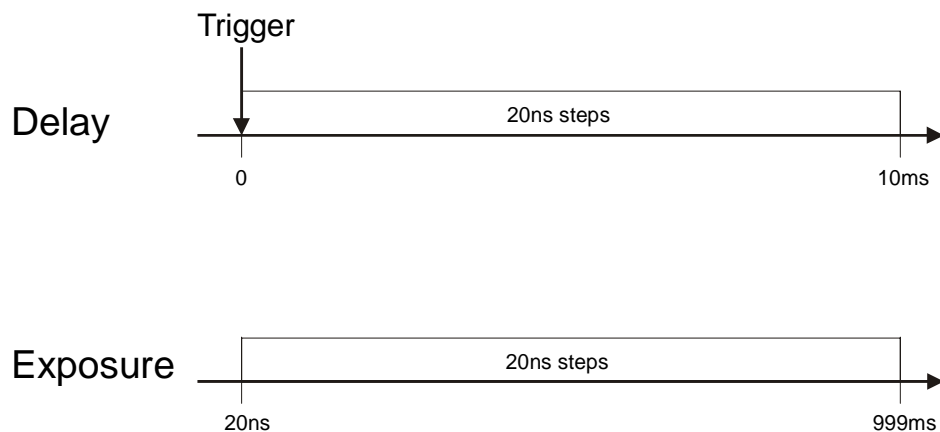 Trigger
Delay
20ns steps
0
10ms
Exposure
20ns steps
20ns
999ms